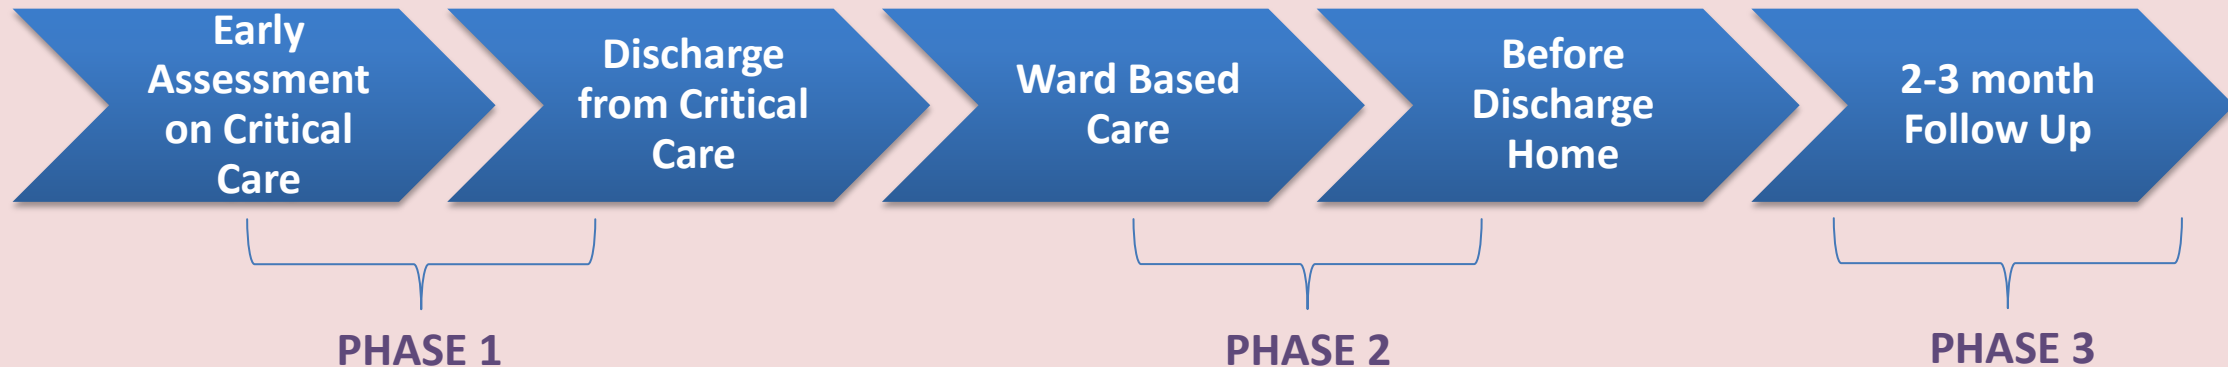 Early
Assessment
on Critical
Care
Discharge
from Critical
Care
Ward Based
Care
Before
Discharge
Home
2-3 month
Follow Up
PHASE 1
PHASE 2
PHASE 3